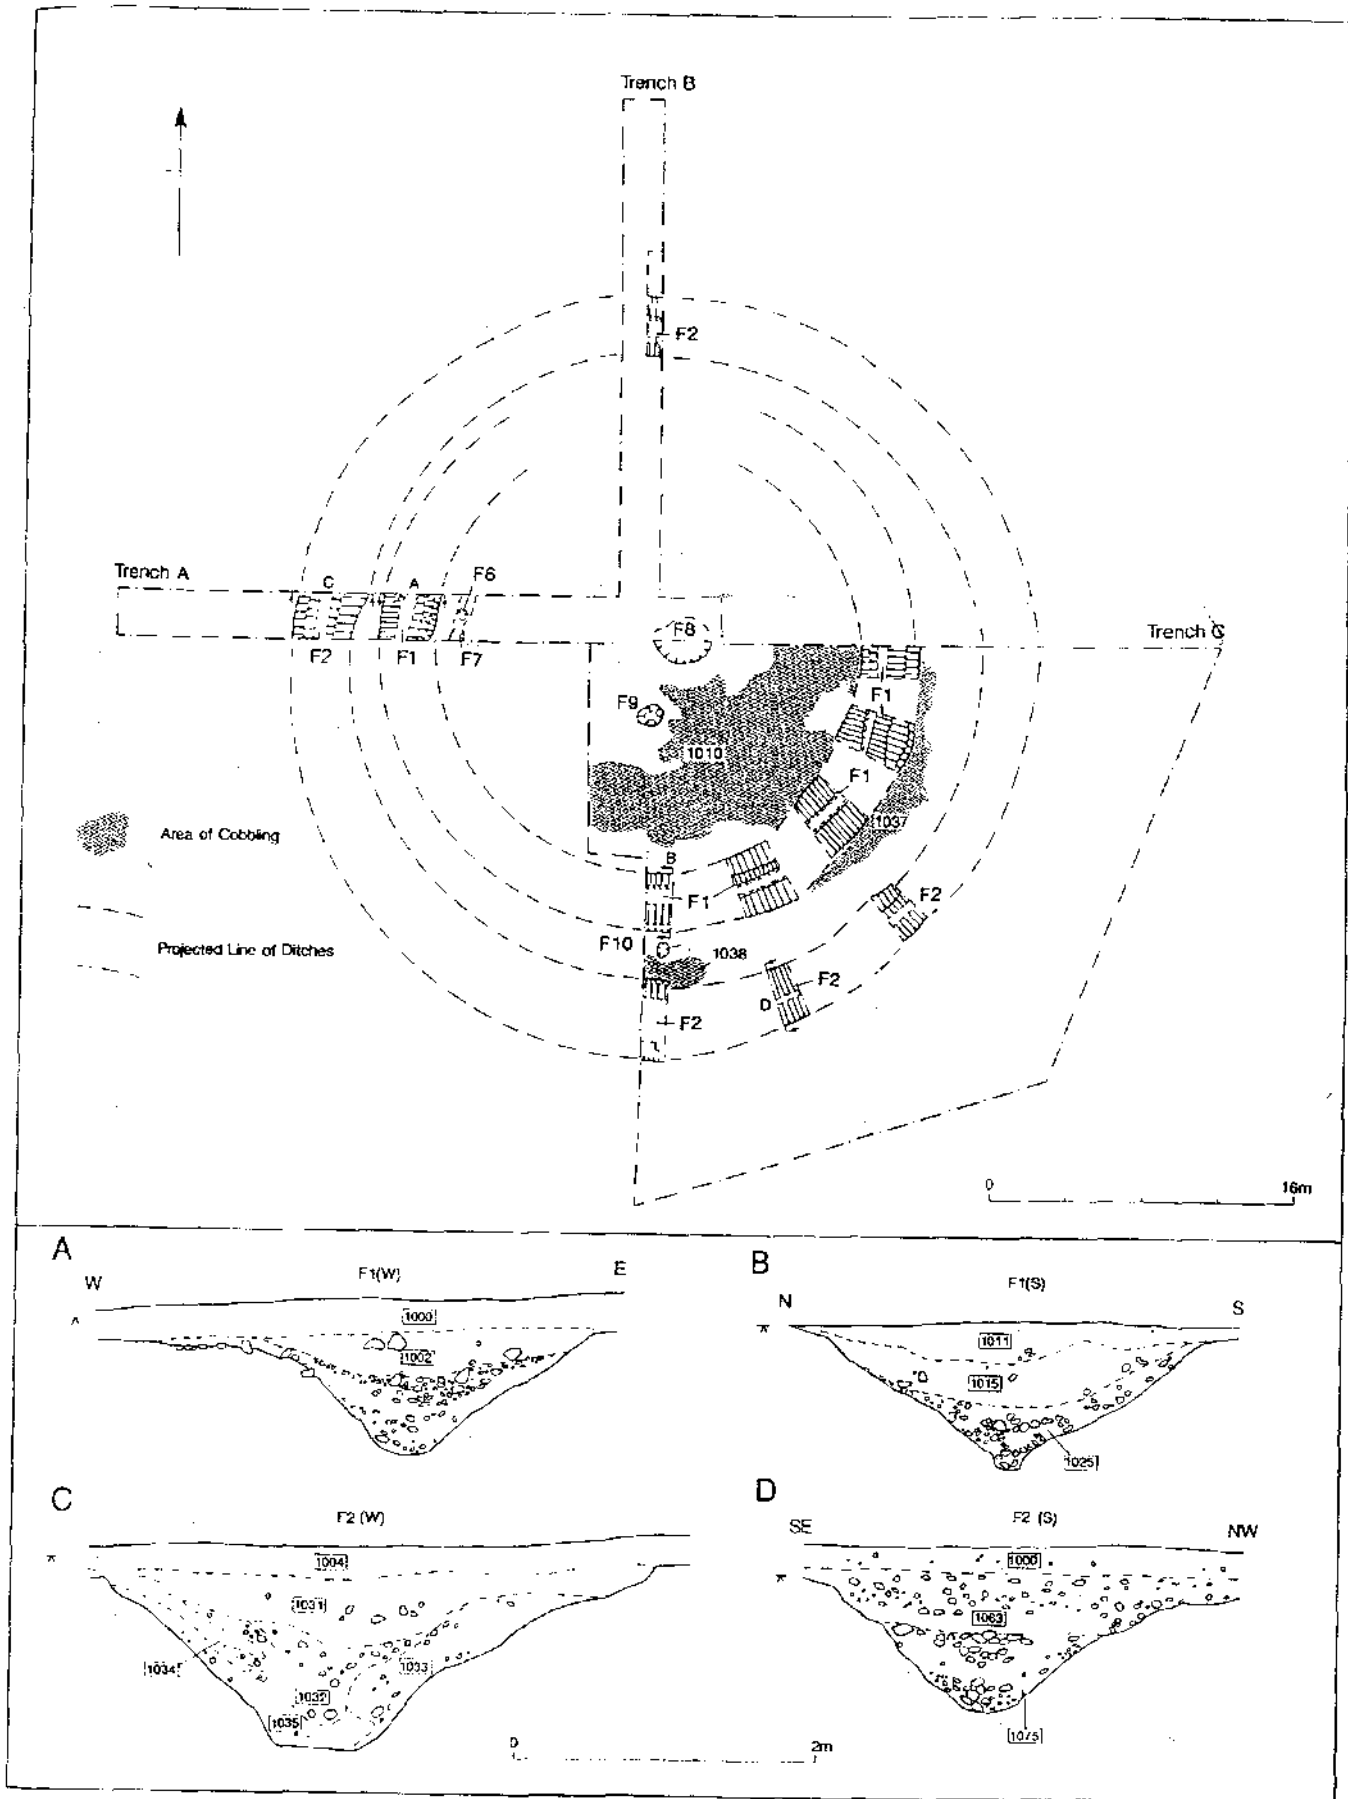 Trench B
F2
Trench A
C
A
F6
F2
F1
F7
F8
Trench C
F9
F1
1010
F1
Area of Cobbling
1037
B
F1
F2
F10
1038
Projected Line of Ditches
F2
D
F2
0
16m
A
W
F1(W)
E
1000
1002
B
N
F1(S)
S
1011
1015
1025
C
F2 (W)
1004
1031
1034
1033
1032
1035
D
SE
F2 (S)
NW
1000
1063
1075
0
2m